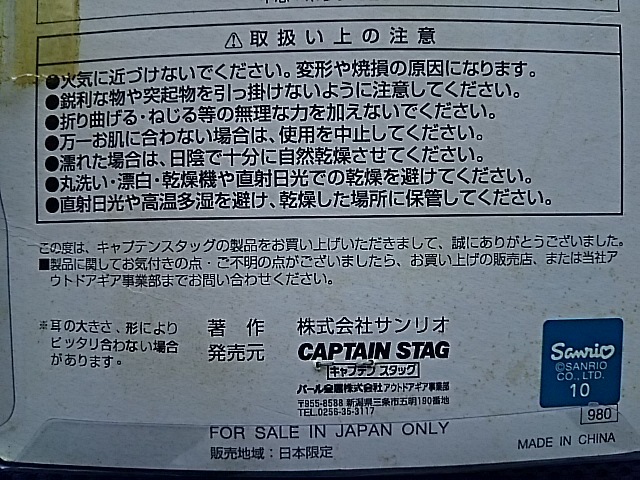 ⚠取扱い上の注意
●火気に近づけないでください。変形や焼損の原因になります。
●鋭利な物や突起物を引っ掛けないように注意してください。
●折り曲げる・ねじる等の無理な力を加えないでください。
●万一お肌に合わない場合は、使用を中止してください。
●濡れた場合は、日陰で十分に自然乾燥させてください。
●丸洗い・漂白・乾燥機や直射日光での乾燥を避けてください。
●直射日光や高温多湿を避け、乾燥した場所に保管してください。
この度は、キャプテンスタッグの製品をお買い上げいただきまして、誠にありがとうございました。
■製品に関してお気付きの点・ご不明の点がございましたら、お買い上げの販売店、または当社ア
ウトドアギア事業部までお問い合わせください。
※耳の大きさ、形により
ピッタリ合わない場合
があります。
著作 株式会社サンリオ
発売元 CAPTAIN STAG
キャプテン スタッグ
パール金属株式会社アウトドアギア事業部
〒955-8588 新潟県三条市五明190番地
TEL.0256-35-3117
Sanrio
©SANRIO
CO., LTD.
10
980
FOR SALE IN JAPAN ONLY
販売地域:日本限定
MADE IN CHINA